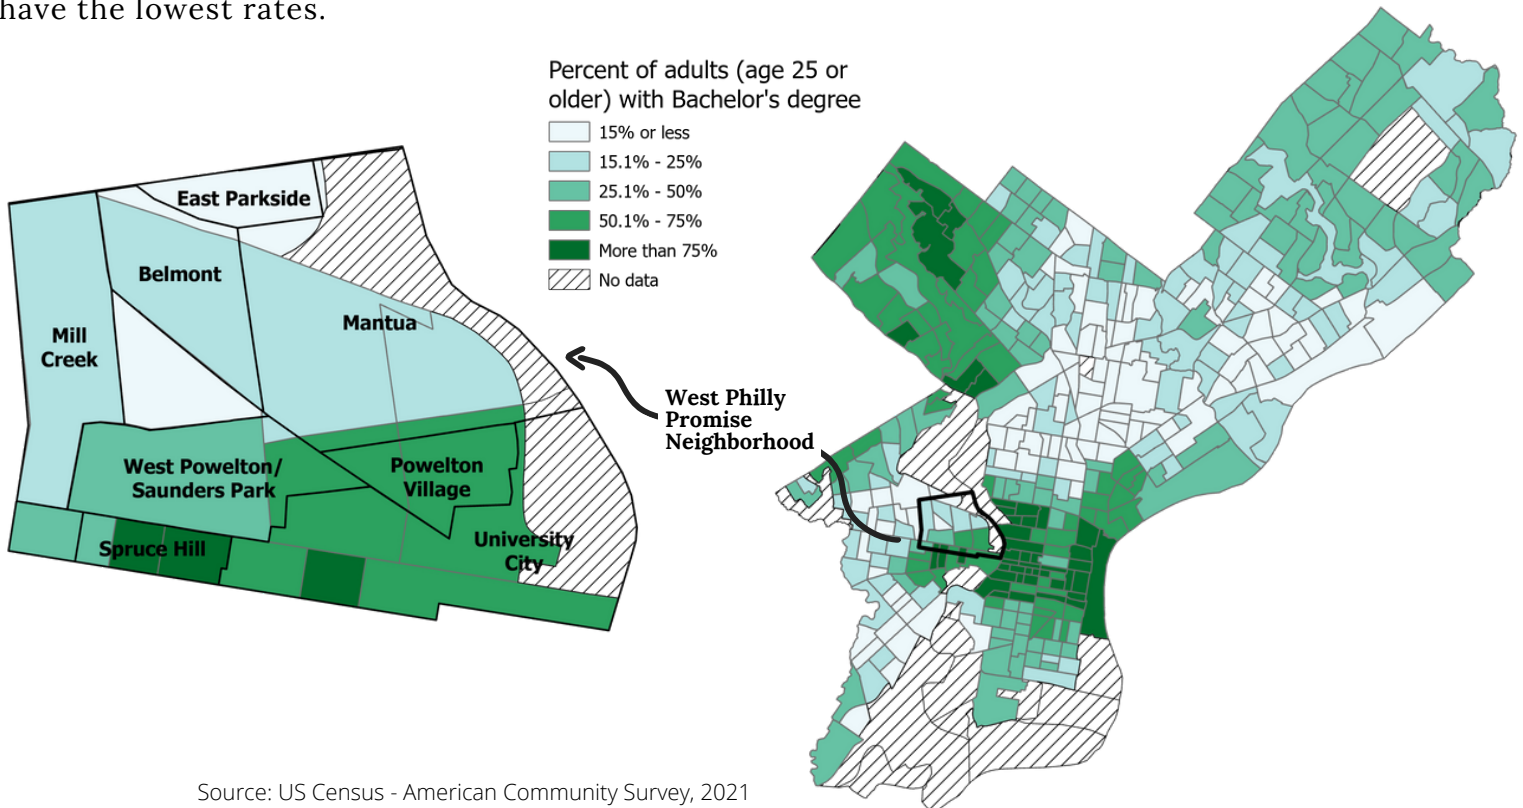 have the lowest rates.
Percent of adults (age 25 or
older) with Bachelor's degree
15% or less
15.1% - 25%
25.1% - 50%
50.1% - 75%
More than 75%
No data
East Parkside
Belmont
Mantua
Mill
Creek
West Powelton/
Saunders Park
Powelton
Village
Spruce Hill
University
City
West Philly
Promise
Neighborhood
Source: US Census - American Community Survey, 2021